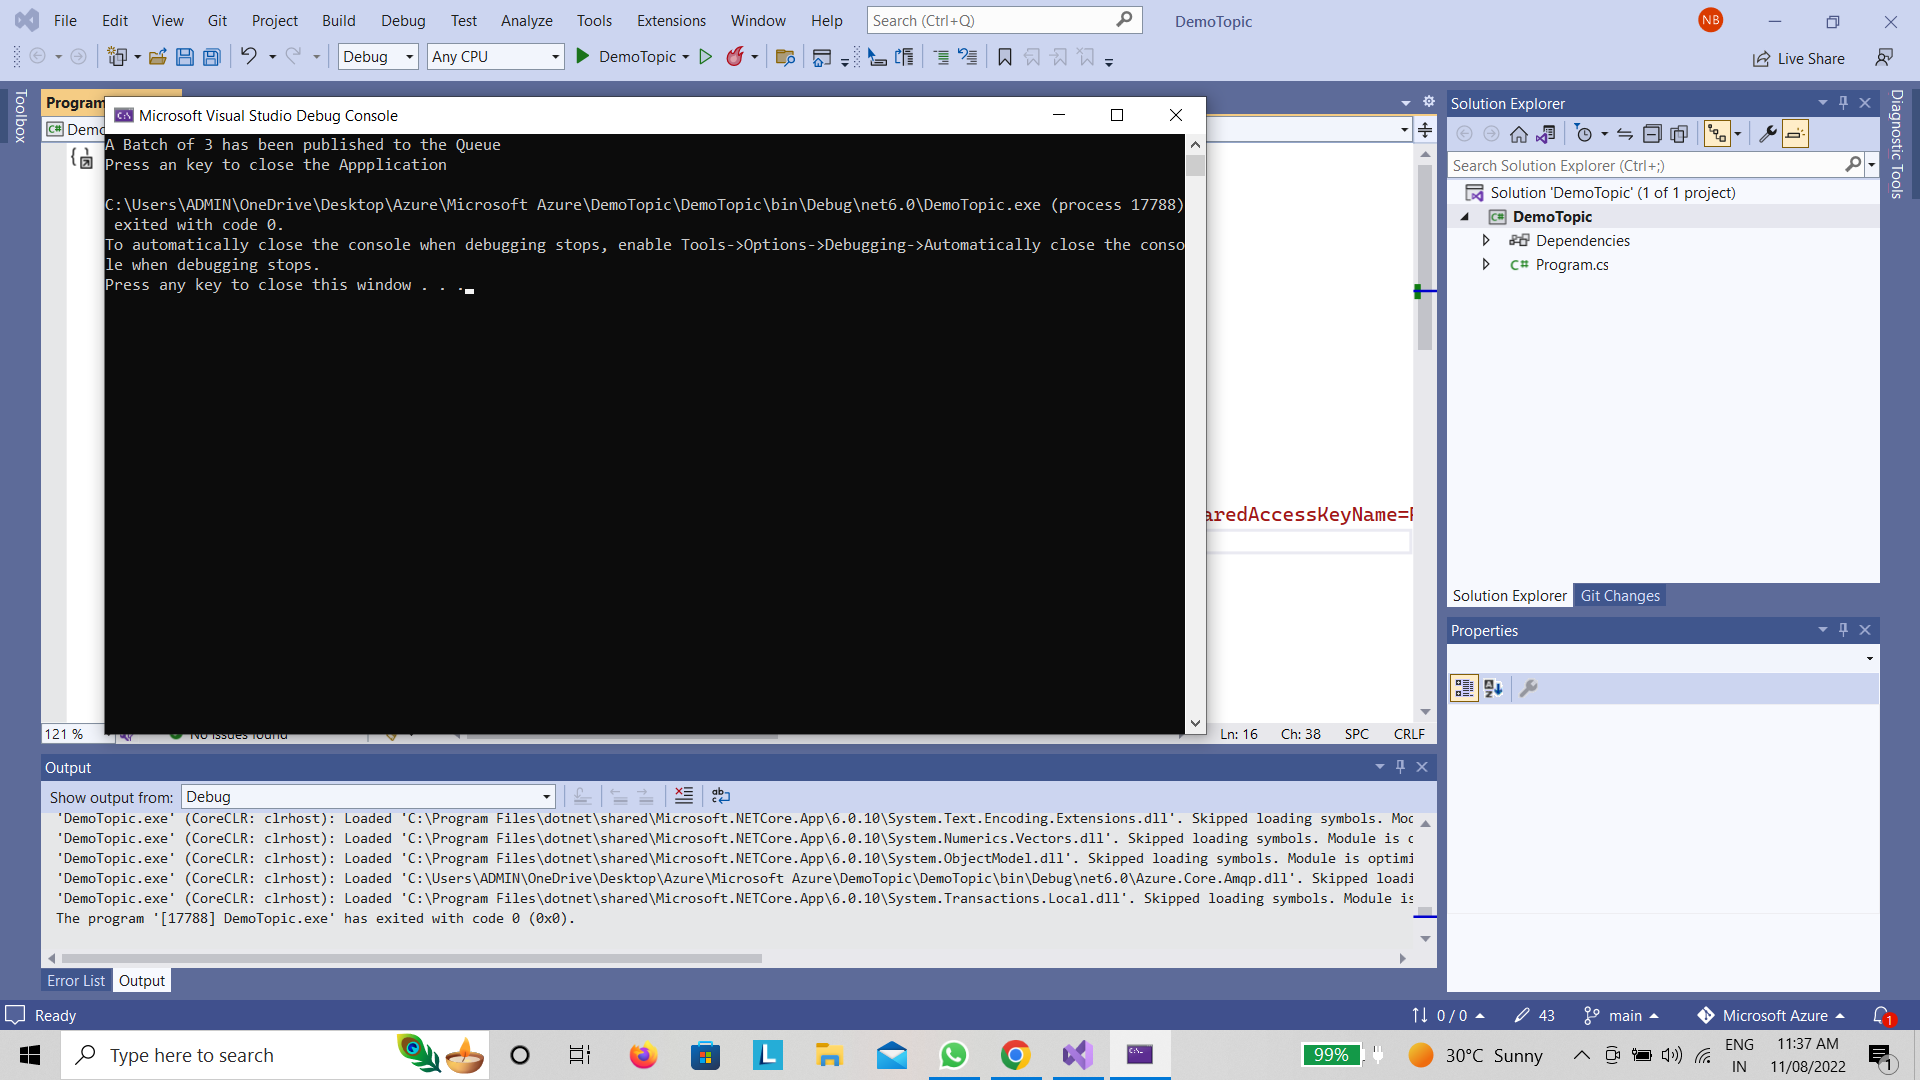 File Edit View Git Project Build Debug Test Analyze Tools Extensions Window Help Search (Ctrl+Q) DemoTopic NB
Debug Any CPU DemoTopic Live Share
Toolbox
Program
Demo
Microsoft Visual Studio Debug Console
A Batch of 3 has been published to the Queue
Press an key to close the Appplication
C:\Users\ADMIN\OneDrive\Desktop\Azure\Microsoft Azure\DemoTopic\DemoTopic\bin\Debug\net6.0\DemoTopic.exe (process 17788)
exited with code 0.
To automatically close the console when debugging stops, enable Tools->Options->Debugging->Automatically close the conso
le when debugging stops.
Press any key to close this window . . .
aredAccessKeyName=
121 % No issues found Ln: 16 Ch: 38 SPC CRLF
Solution Explorer
Search Solution Explorer (Ctrl+;)
Solution 'DemoTopic' (1 of 1 project)
DemoTopic
Dependencies
C# Program.cs
Solution Explorer Git Changes
Diagnostic Tools
Properties
Output
Show output from: Debug
'DemoTopic.exe' (CoreCLR: clrhost): Loaded 'C:\Program Files\dotnet\shared\Microsoft.NETCore.App\6.0.10\System.Text.Encoding.Extensions.dll'. Skipped loading symbols. Mod
'DemoTopic.exe' (CoreCLR: clrhost): Loaded 'C:\Program Files\dotnet\shared\Microsoft.NETCore.App\6.0.10\System.Numerics.Vectors.dll'. Skipped loading symbols. Module is o
'DemoTopic.exe' (CoreCLR: clrhost): Loaded 'C:\Program Files\dotnet\shared\Microsoft.NETCore.App\6.0.10\System.ObjectModel.dll'. Skipped loading symbols. Module is optimi
'DemoTopic.exe' (CoreCLR: clrhost): Loaded 'C:\Users\ADMIN\OneDrive\Desktop\Azure\Microsoft Azure\DemoTopic\DemoTopic\bin\Debug\net6.0\Azure.Core.Amqp.dll'. Skipped loadi
'DemoTopic.exe' (CoreCLR: clrhost): Loaded 'C:\Program Files\dotnet\shared\Microsoft.NETCore.App\6.0.10\System.Transactions.Local.dll'. Skipped loading symbols. Module is
The program '[17788] DemoTopic.exe' has exited with code 0 (0x0).
Error List Output
Ready 0 / 0 43 main Microsoft Azure 1
Type here to search 99% 30°C Sunny ENG IN 11:37 AM 11/08/2022 1